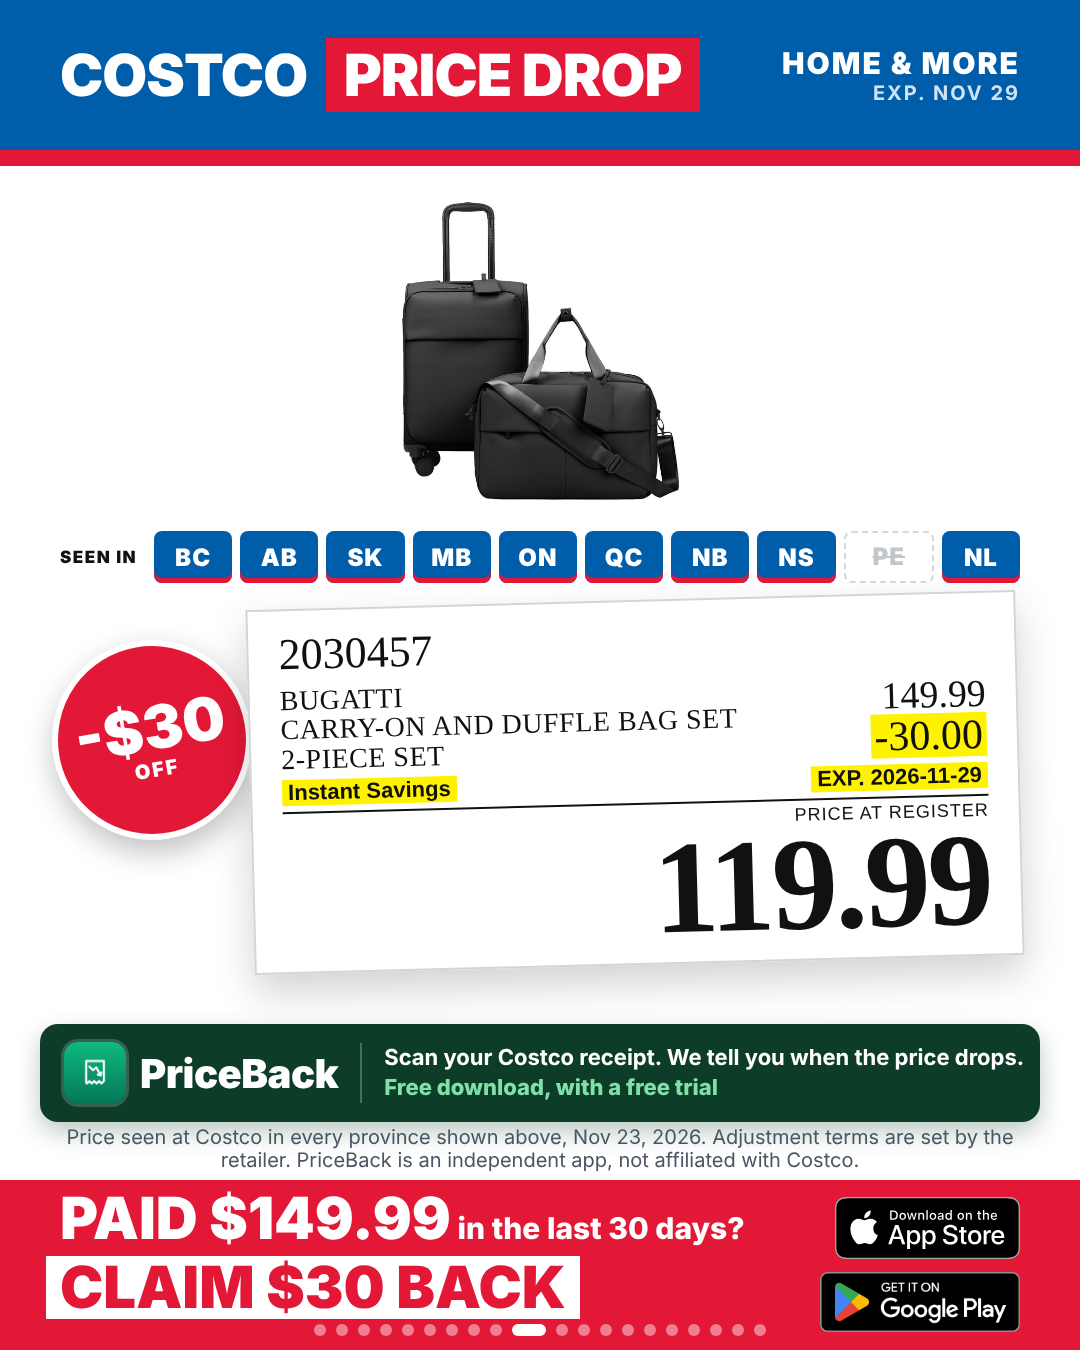 COSTCO PRICE DROP
HOME & MORE
EXP. NOV 29
SEEN IN BC AB SK MB ON QC NB NS PE NL
-$30
OFF
2030457
BUGATTI
CARRY-ON AND DUFFLE BAG SET
2-PIECE SET
Instant Savings
149.99
-30.00
EXP. 2026-11-29
PRICE AT REGISTER
119.99
PriceBack
Scan your Costco receipt. We tell you when the price drops.
Free download, with a free trial
Price seen at Costco in every province shown above, Nov 23, 2026. Adjustment terms are set by the
retailer. PriceBack is an independent app, not affiliated with Costco.
PAID $149.99 in the last 30 days?
CLAIM $30 BACK
Download on the
App Store
GET IT ON
Google Play